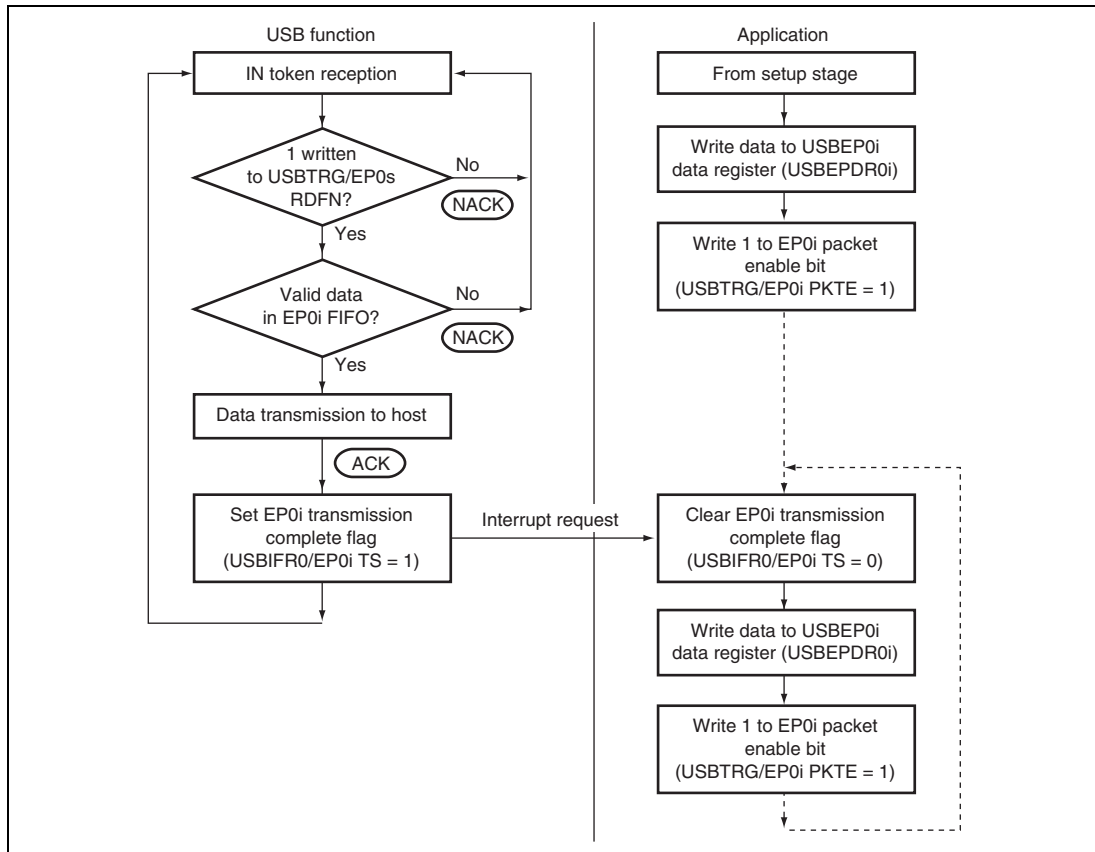 USB function
IN token reception
1 written
to USBTRG/EP0s
RDFN?
No
NACK
Yes
Valid data
in EP0i FIFO?
No
NACK
Yes
Data transmission to host
ACK
Set EP0i transmission
complete flag
(USBIFR0/EP0i TS = 1)
Interrupt request
Application
From setup stage
Write data to USBEP0i
data register (USBEPDR0i)
Write 1 to EP0i packet
enable bit
(USBTRG/EP0i PKTE = 1)
Clear EP0i transmission
complete flag
(USBIFR0/EP0i TS = 0)
Write data to USBEP0i
data register (USBEPDR0i)
Write 1 to EP0i packet
enable bit
(USBTRG/EP0i PKTE = 1)